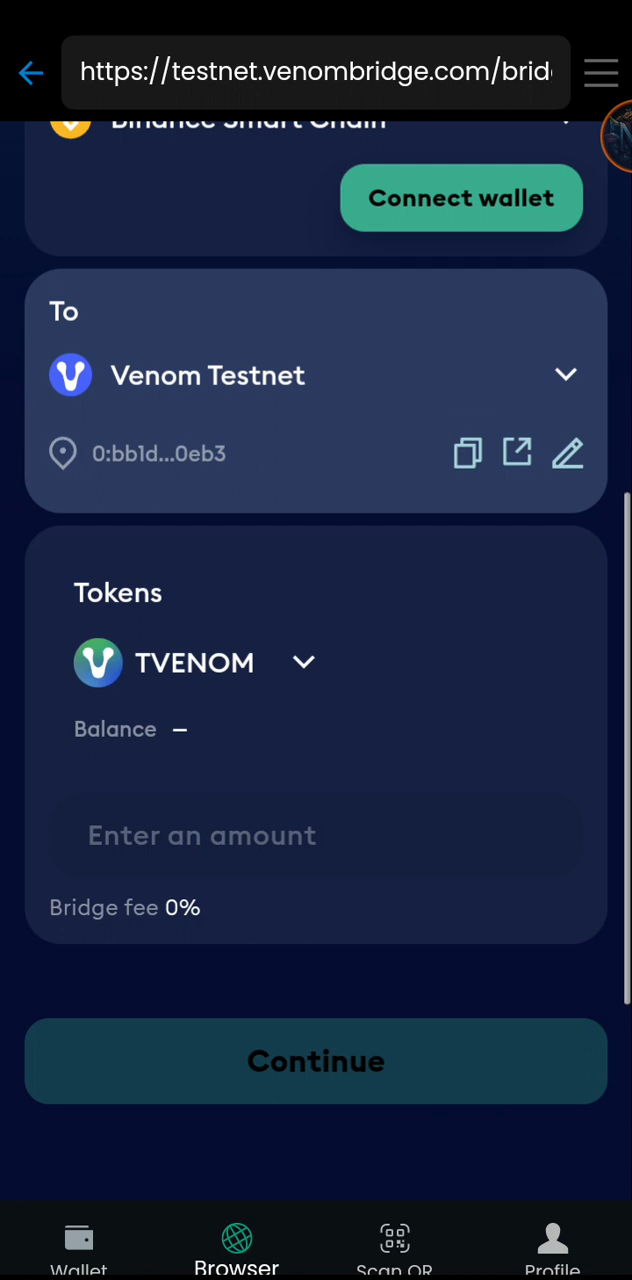 https://testnet.venombridge.com/brid
Binance Smart Chain
Connect wallet
To
Venom Testnet
0:bb1d...0eb3
Tokens
TVENOM
Balance –
Enter an amount
Bridge fee 0%
Continue
Wallet
Browser
Scan QR
Profile